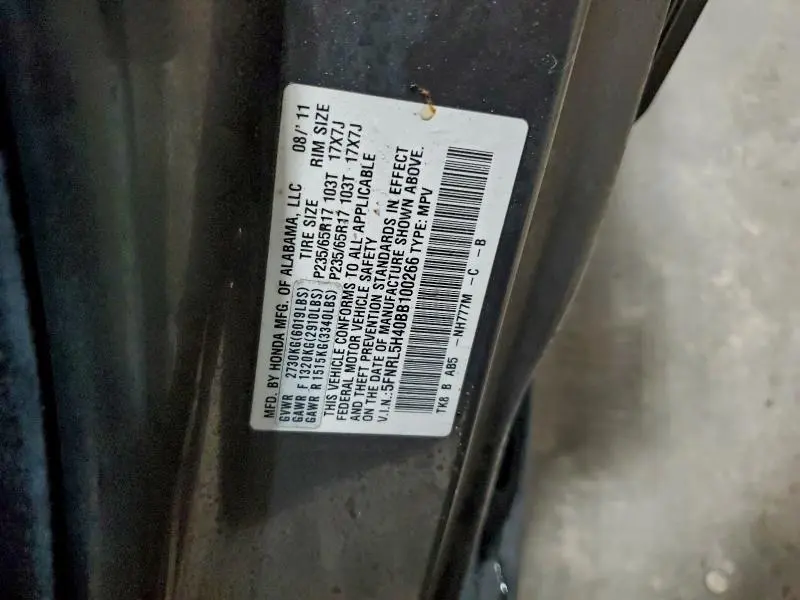 MFD. BY HONDA MFG. OF ALABAMA, LLC 08/'11
TIRE SIZE RIM SIZE
GVWR 2730KG(6019LBS)
GAWR F 1320KG(2910LBS) P235/65R17 103T 17X7J
GAWR R 1515KG(3340LBS) P235/65R17 103T 17X7J
THIS VEHICLE CONFORMS TO ALL APPLICABLE
FEDERAL MOTOR VEHICLE SAFETY
AND THEFT PREVENTION STANDARDS IN EFFECT
ON THE DATE OF MANUFACTURE SHOWN ABOVE.
V.I.N.:5FNRL5H40BB100266 TYPE: MPV
TK8 B AB5 -NH777M -C -B